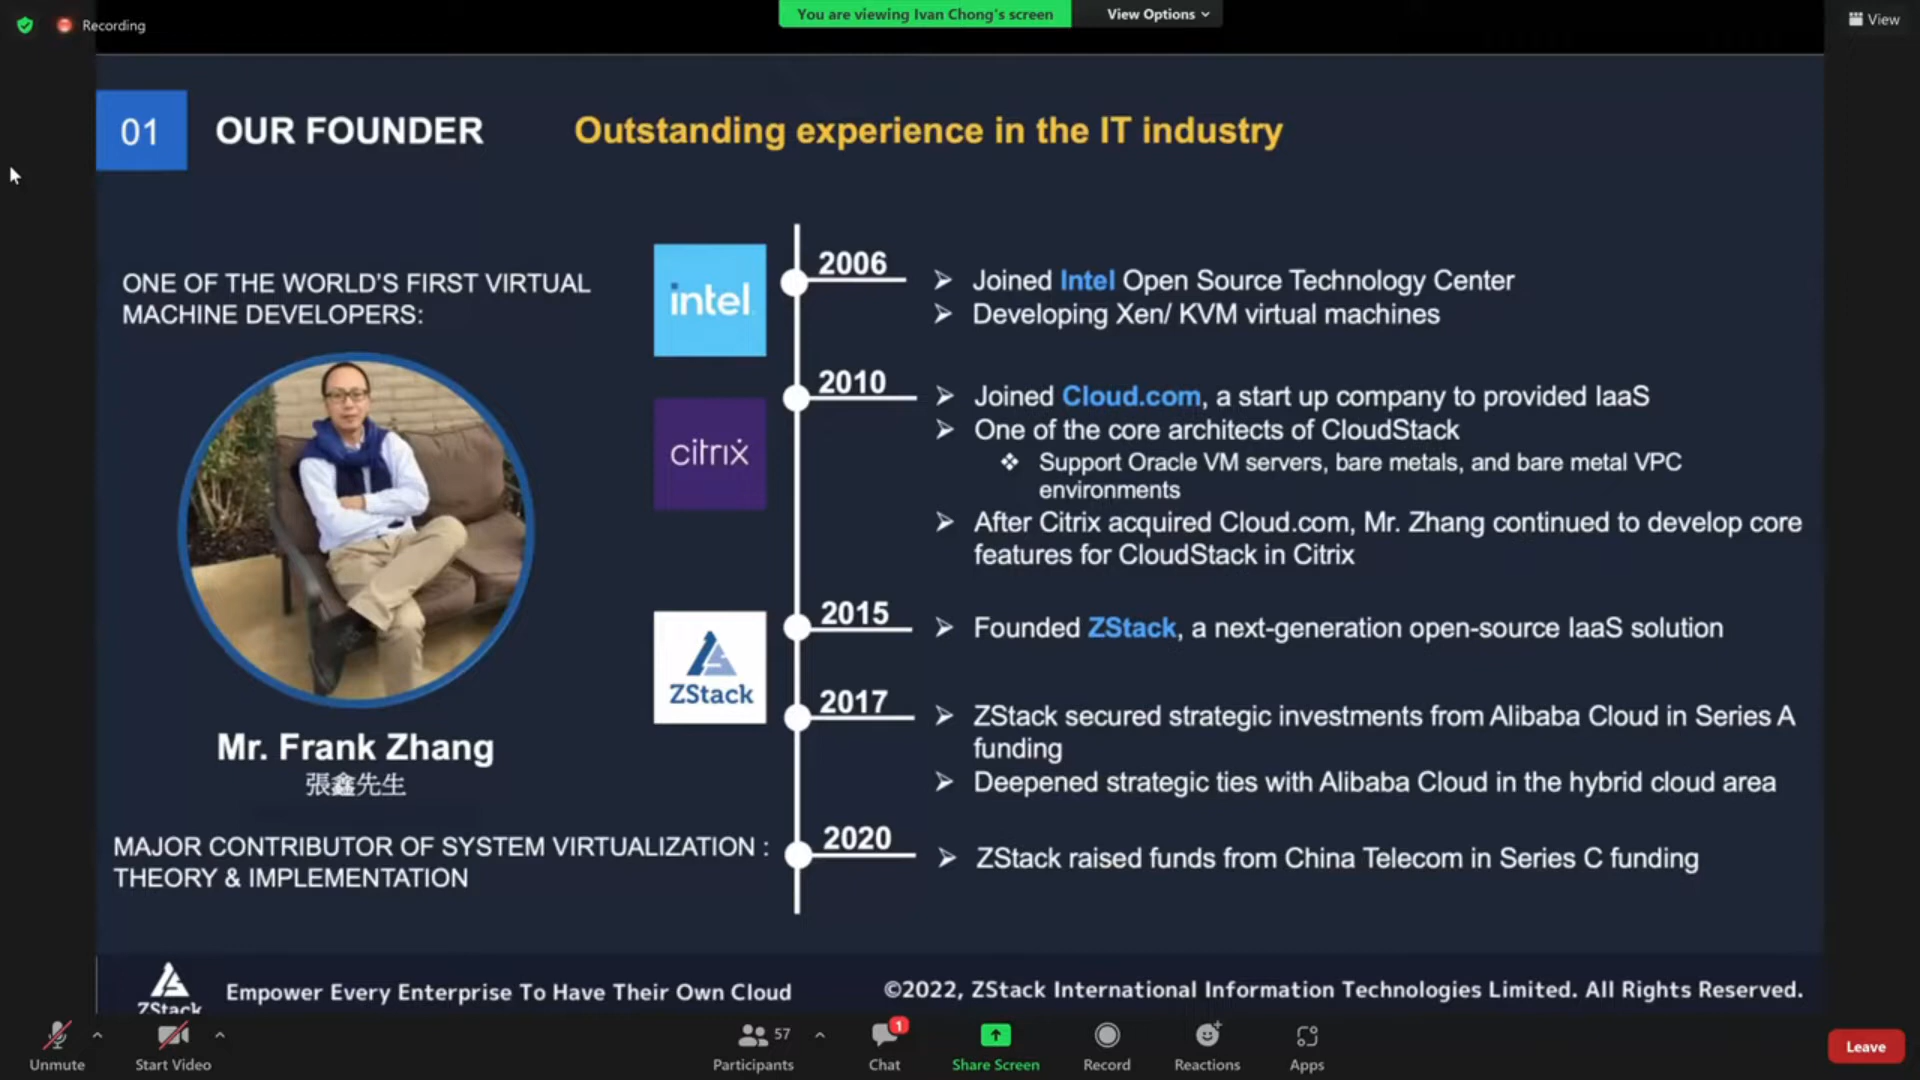 Recording
You are viewing Ivan Chong's screen
View Options
View
01
OUR FOUNDER
Outstanding experience in the IT industry
ONE OF THE WORLD'S FIRST VIRTUAL
MACHINE DEVELOPERS:
Mr. Frank Zhang
張鑫先生
MAJOR CONTRIBUTOR OF SYSTEM VIRTUALIZATION :
THEORY & IMPLEMENTATION
intel
citrix
ZStack
2006
➢ Joined Intel Open Source Technology Center
➢ Developing Xen/ KVM virtual machines
2010
➢ Joined Cloud.com, a start up company to provided IaaS
➢ One of the core architects of CloudStack
❖ Support Oracle VM servers, bare metals, and bare metal VPC
environments
➢ After Citrix acquired Cloud.com, Mr. Zhang continued to develop core
features for CloudStack in Citrix
2015
➢ Founded ZStack, a next-generation open-source IaaS solution
2017
➢ ZStack secured strategic investments from Alibaba Cloud in Series A
funding
➢ Deepened strategic ties with Alibaba Cloud in the hybrid cloud area
2020
➢ ZStack raised funds from China Telecom in Series C funding
ZStack
Empower Every Enterprise To Have Their Own Cloud
©2022, ZStack International Information Technologies Limited. All Rights Reserved.
Unmute
Start Video
57
Participants
1
Chat
Share Screen
Record
Reactions
Apps
Leave